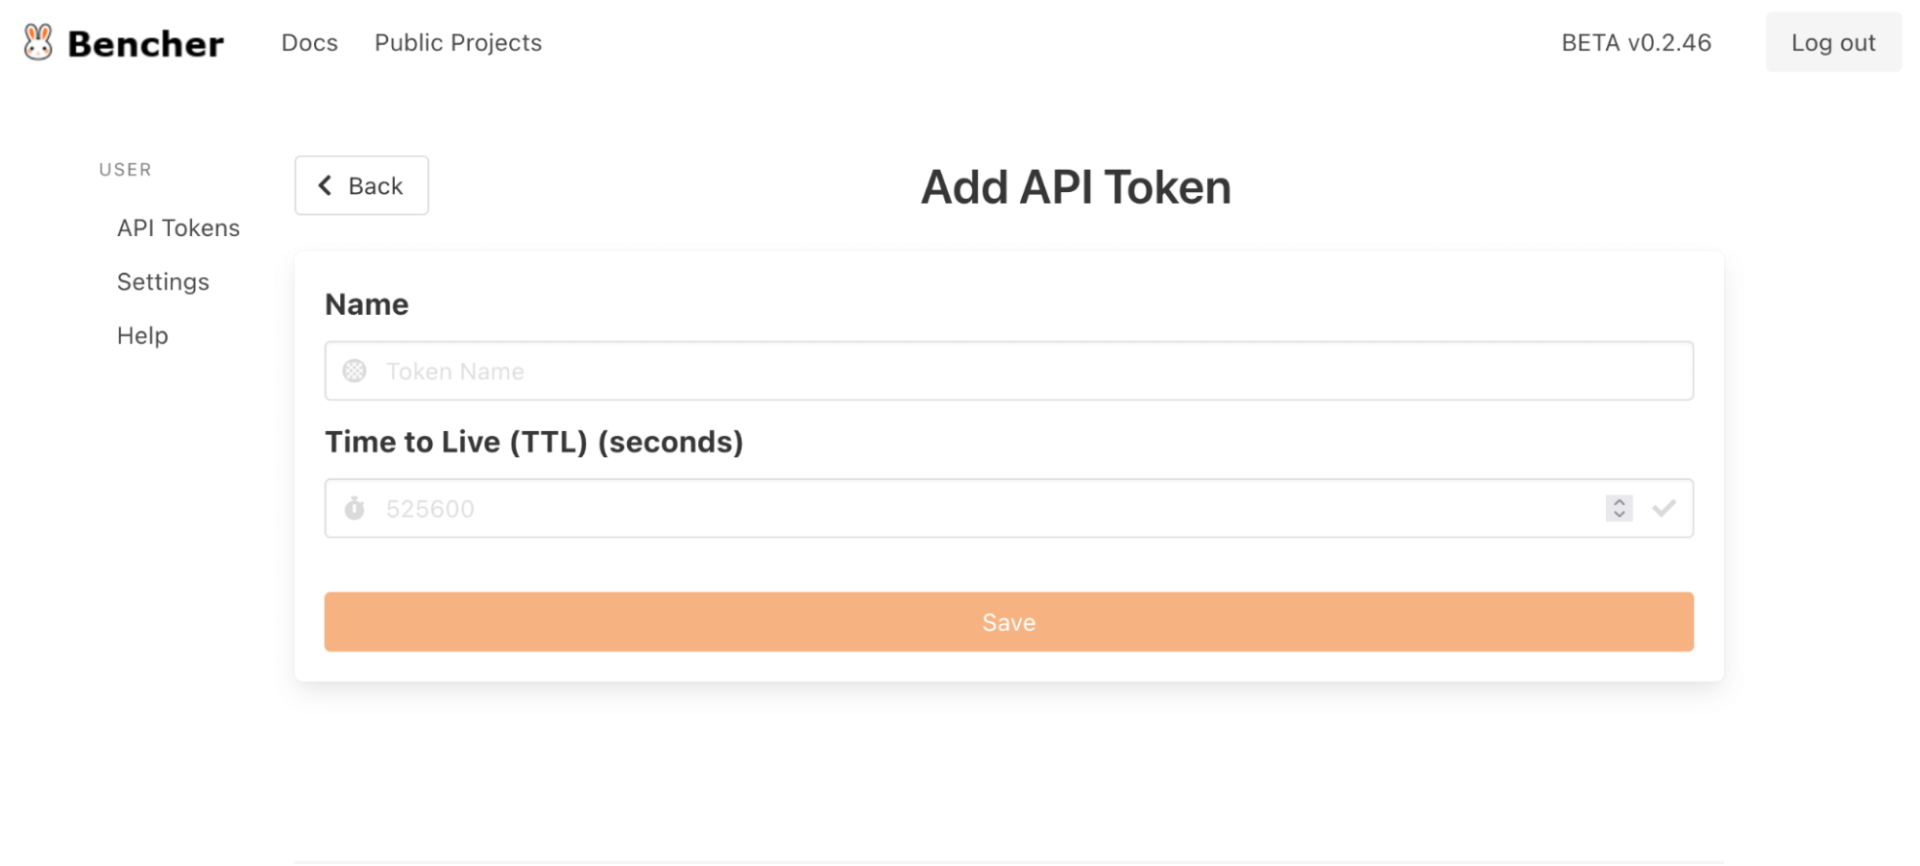 Bencher Docs Public Projects BETA v0.2.46 Log out
USER
API Tokens
Settings
Help
Back
Add API Token
Name
Token Name
Time to Live (TTL) (seconds)
525600
Save